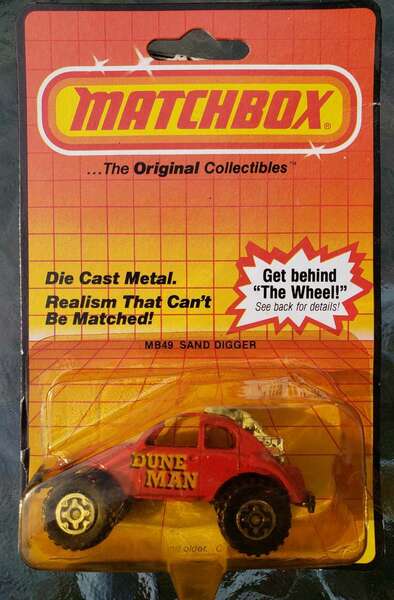 MATCHBOX®
...The Original Collectibles™
Die Cast Metal.
Realism That Can't
Be Matched!
Get behind
"The Wheel!"
See back for details!
MB49 SAND DIGGER
DUNE
MAN
older...